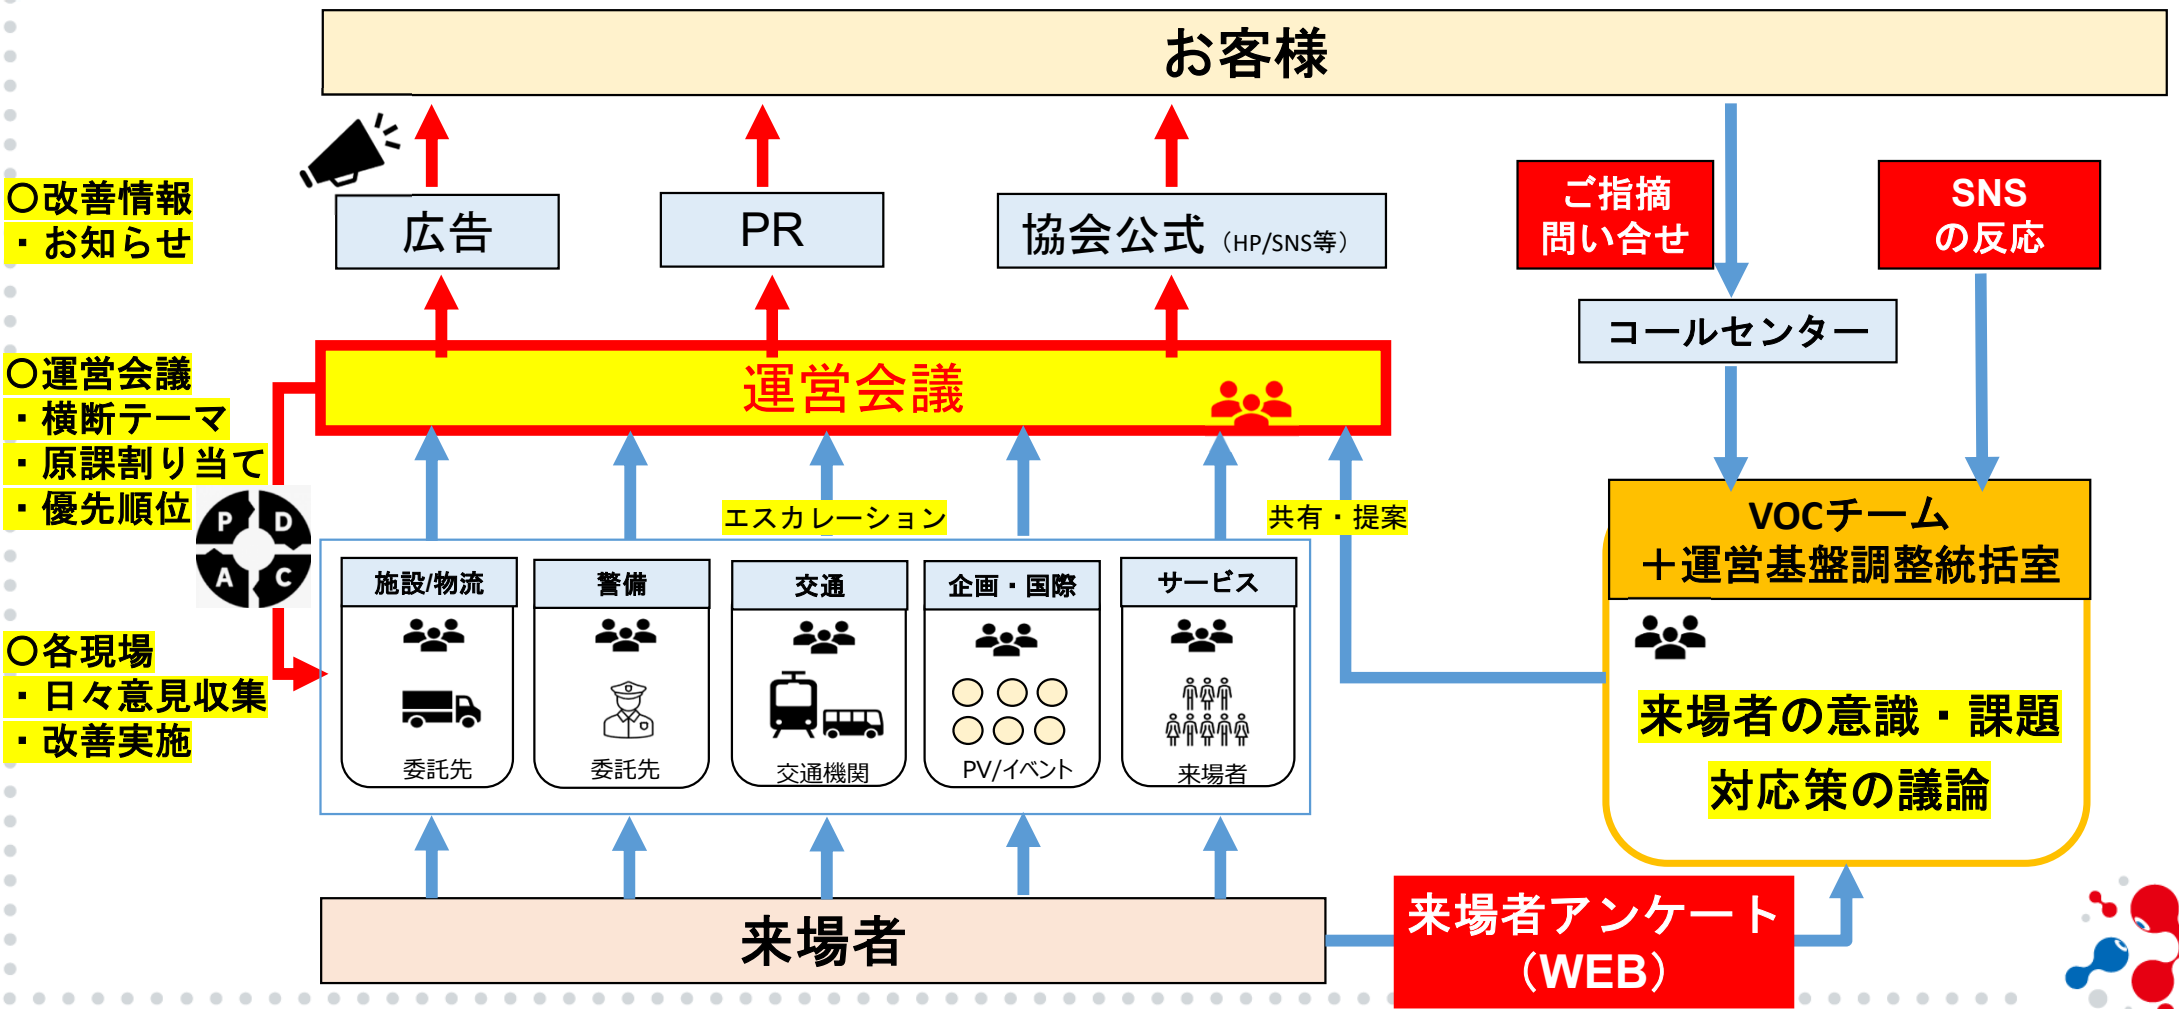 お客様
〇改善情報
・お知らせ
広告
PR
協会公式（HP/SNS等）
ご指摘
問い合せ
SNS
の反応
コールセンター
〇運営会議
・横断テーマ
・原課割り当て
・優先順位
運営会議
P D
A C
エスカレーション
共有・提案
VOCチーム
＋運営基盤調整統括室
来場者の意識・課題
対応策の議論
〇各現場
・日々意見収集
・改善実施
施設/物流
委託先
警備
委託先
交通
交通機関
企画・国際
PV/イベント
サービス
来場者
来場者
来場者アンケート
（WEB）